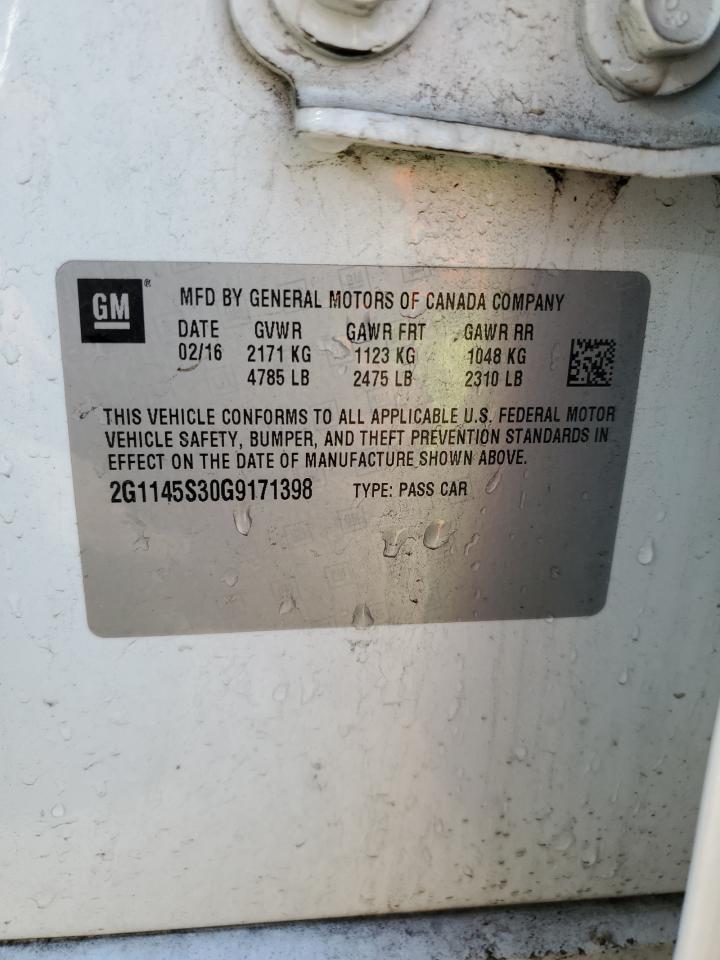 GM ®
MFD BY GENERAL MOTORS OF CANADA COMPANY
DATE GVWR GAWR FRT GAWR RR
02/16 2171 KG 1123 KG 1048 KG
4785 LB 2475 LB 2310 LB
THIS VEHICLE CONFORMS TO ALL APPLICABLE U.S. FEDERAL MOTOR
VEHICLE SAFETY, BUMPER, AND THEFT PREVENTION STANDARDS IN
EFFECT ON THE DATE OF MANUFACTURE SHOWN ABOVE.
2G1145S30G9171398 TYPE: PASS CAR